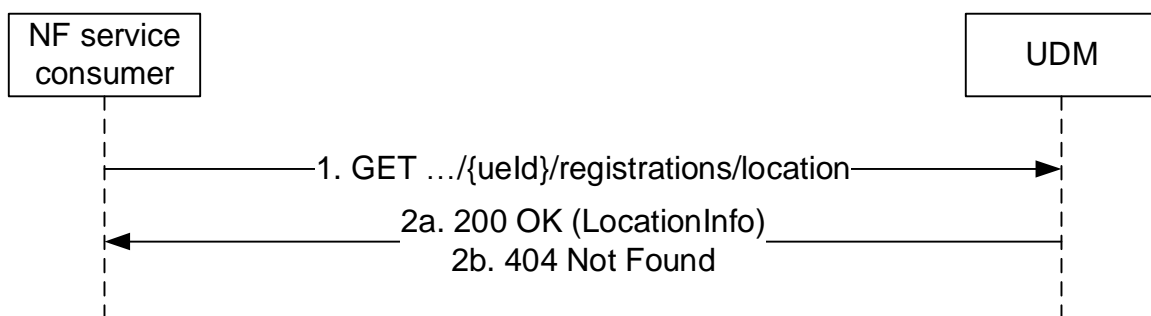 NF service
consumer
UDM
1. GET …/{ueId}/registrations/location
2a. 200 OK (LocationInfo)
2b. 404 Not Found